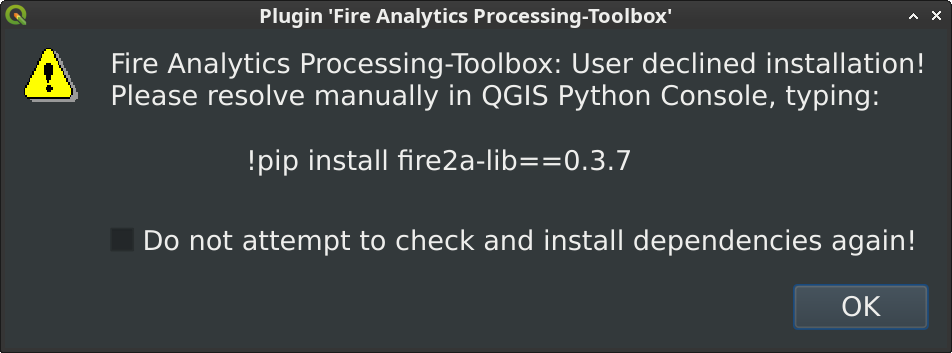 Plugin 'Fire Analytics Processing-Toolbox'
Fire Analytics Processing-Toolbox: User declined installation!
Please resolve manually in QGIS Python Console, typing:
!pip install fire2a-lib==0.3.7
Do not attempt to check and install dependencies again!
OK